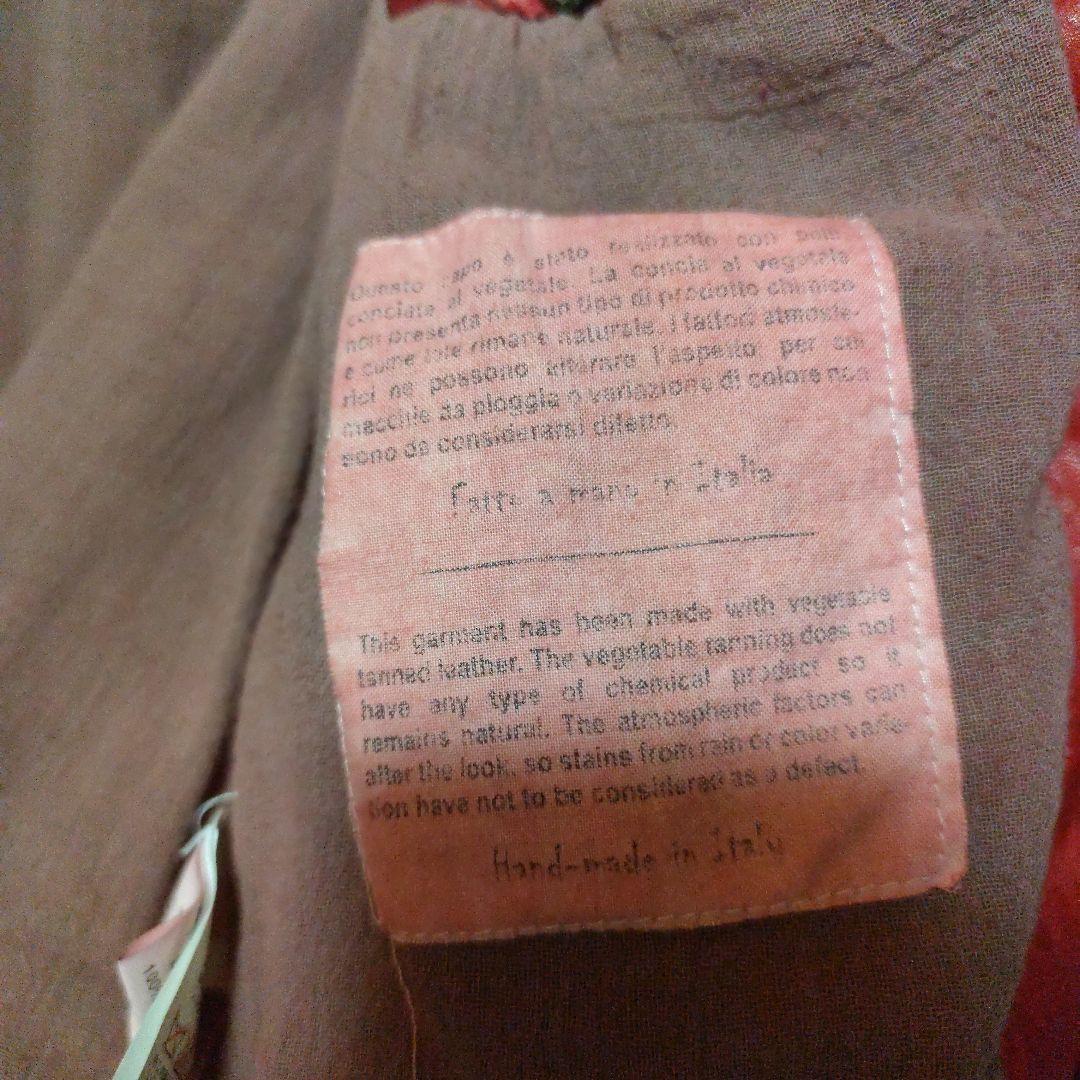 Questo capo è stato realizzato con pelli
conciate al vegetale. La concia al vegetale
non presenta nessun tipo di prodotto chimico
e come tale rimane naturale. I fattori atmosfe-
rici ne possono alterare l'aspetto per cui
macchie da pioggia o variazione di colore non
sono da considerarsi difetto.
Fatto a mano in Italia
This garment has been made with vegetable
tanned leather. The vegetable tanning does not
have any type of chemical product so it
remains natural. The atmospheric factors can
alter the look, so stains from rain or color varia-
tion have not to be considered as a defect.
Hand-made in Italy
100%